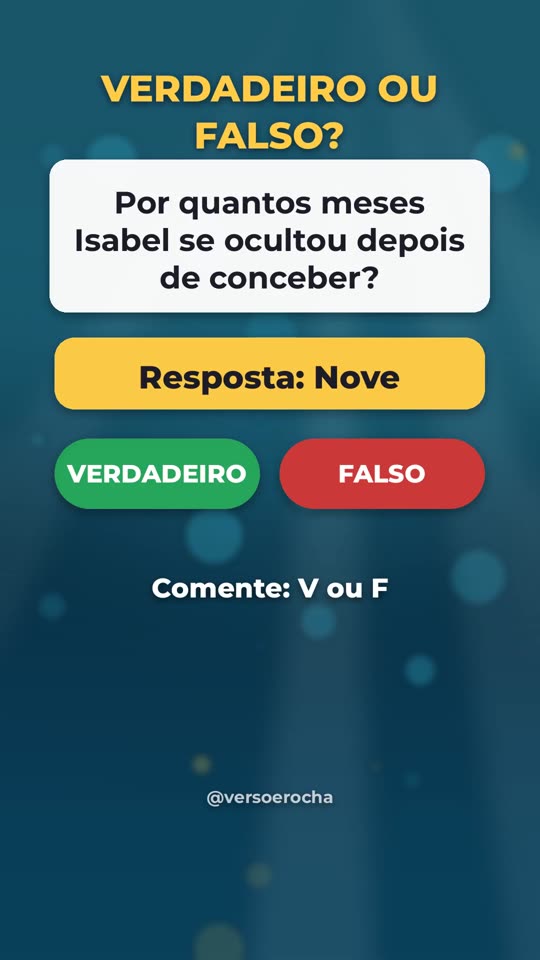 VERDADEIRO OU
FALSO?
Por quantos meses
Isabel se ocultou depois
de conceber?
Resposta: Nove
VERDADEIRO
FALSO
Comente: V ou F
@versoerocha